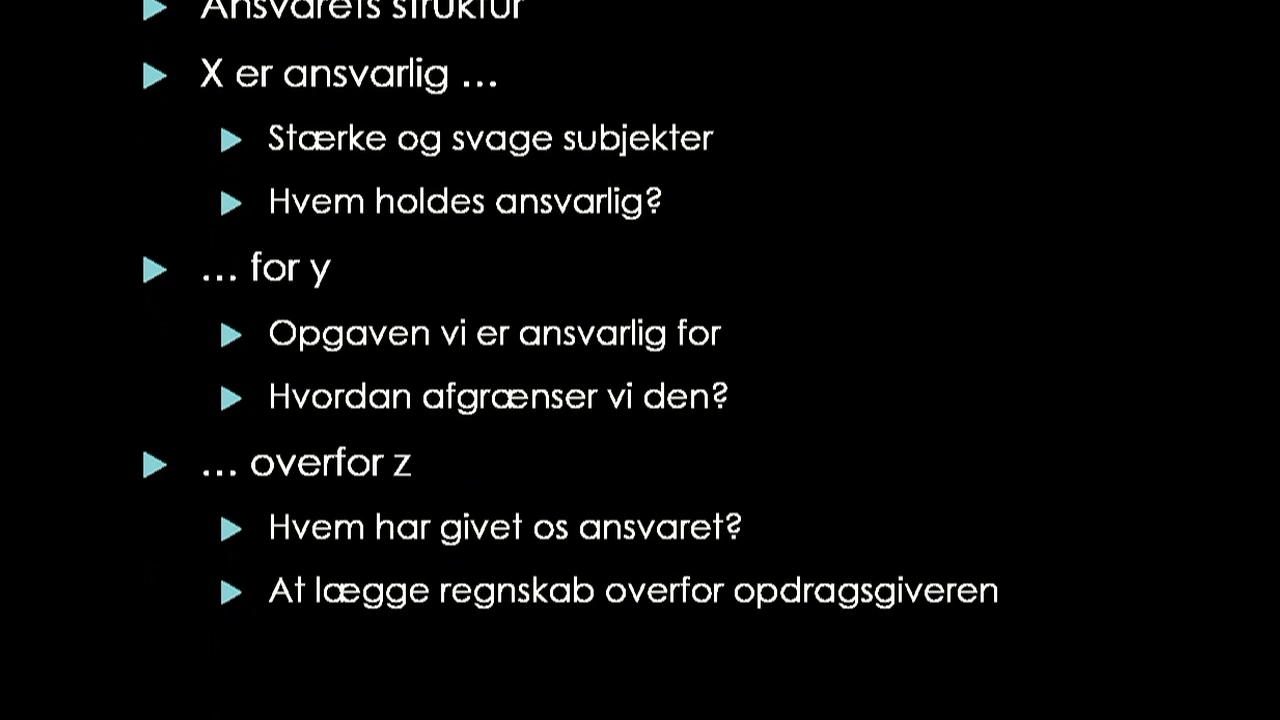 Ansvarets struktur
X er ansvarlig …
Stærke og svage subjekter
Hvem holdes ansvarlig?
… for y
Opgaven vi er ansvarlig for
Hvordan afgrænser vi den?
… overfor z
Hvem har givet os ansvaret?
At lægge regnskab overfor opdragsgiveren